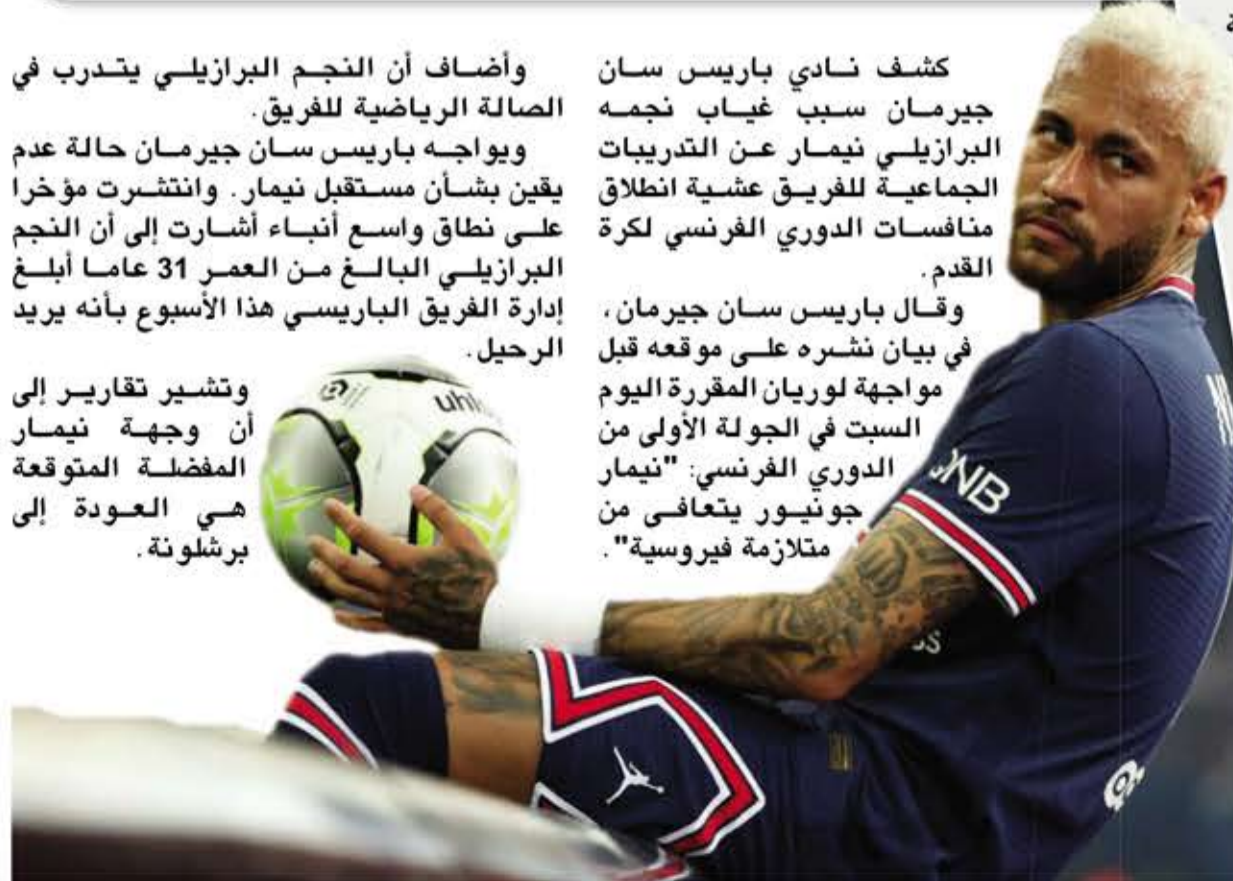 كشف نادي باريس سان
جيرمان سبب غياب نجمه
البرازيلي نيمار عن التدريبات
الجماعية للفريق عشية انطلاق
منافسات الدوري الفرنسي لكرة
القدم.
وقال باريس سان جيرمان،
في بيان نشره على موقعه قبل
مواجهة لوريان المقررة اليوم
السبت في الجولة الأولى من
الدوري الفرنسي: "نيمار
جونيور يتعافى من
متلازمة فيروسية".
وأضاف أن النجم البرازيلي يتدرب في
الصالة الرياضية للفريق.
ويواجه باريس سان جيرمان حالة عدم
يقين بشأن مستقبل نيمار. وانتشرت مؤخرا
على نطاق واسع أنباء أشارت إلى أن النجم
البرازيلي البالغ من العمر 31 عاما أبلغ
إدارة الفريق الباريسي هذا الأسبوع بأنه يريد
الرحيل.
وتشير تقارير إلى
أن وجهة نيمار
المفضلة المتوقعة
هي العودة إلى
برشلونة.
QNB